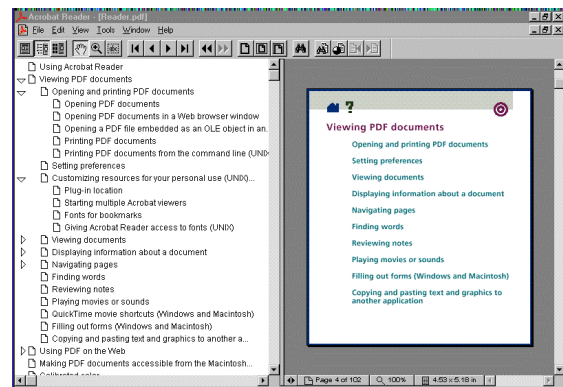 Acrobat Reader - [Reader.pdf]
File Edit View Tools Window Help
Using Acrobat Reader
Viewing PDF documents
Opening and printing PDF documents
Opening PDF documents
Opening PDF documents in a Web browser window
Opening a PDF file embedded as an OLE object in an.
Printing PDF documents
Printing PDF documents from the command line (UNIX
Setting preferences
Customizing resources for your personal use (UNIX)...
Plug-in location
Starting multiple Acrobat viewers
Fonts for bookmarks
Giving Acrobat Reader access to fonts (UNIX)
Viewing documents
Displaying information about a document
Navigating pages
Finding words
Reviewing notes
Playing movies or sounds
QuickTime movie shortcuts (Windows and Macintosh)
Filling out forms (Windows and Macintosh)
Copying and pasting text and graphics to another a...
Using PDF on the Web
Making PDF documents accessible from the Macintosh...
?
Viewing PDF documents
Opening and printing PDF documents
Setting preferences
Viewing documents
Displaying information about a document
Navigating pages
Finding words
Reviewing notes
Playing movies or sounds
Filling out forms (Windows and Macintosh)
Copying and pasting text and graphics to
another application
Page 4 of 102 100% 4.53 x 5.18 in